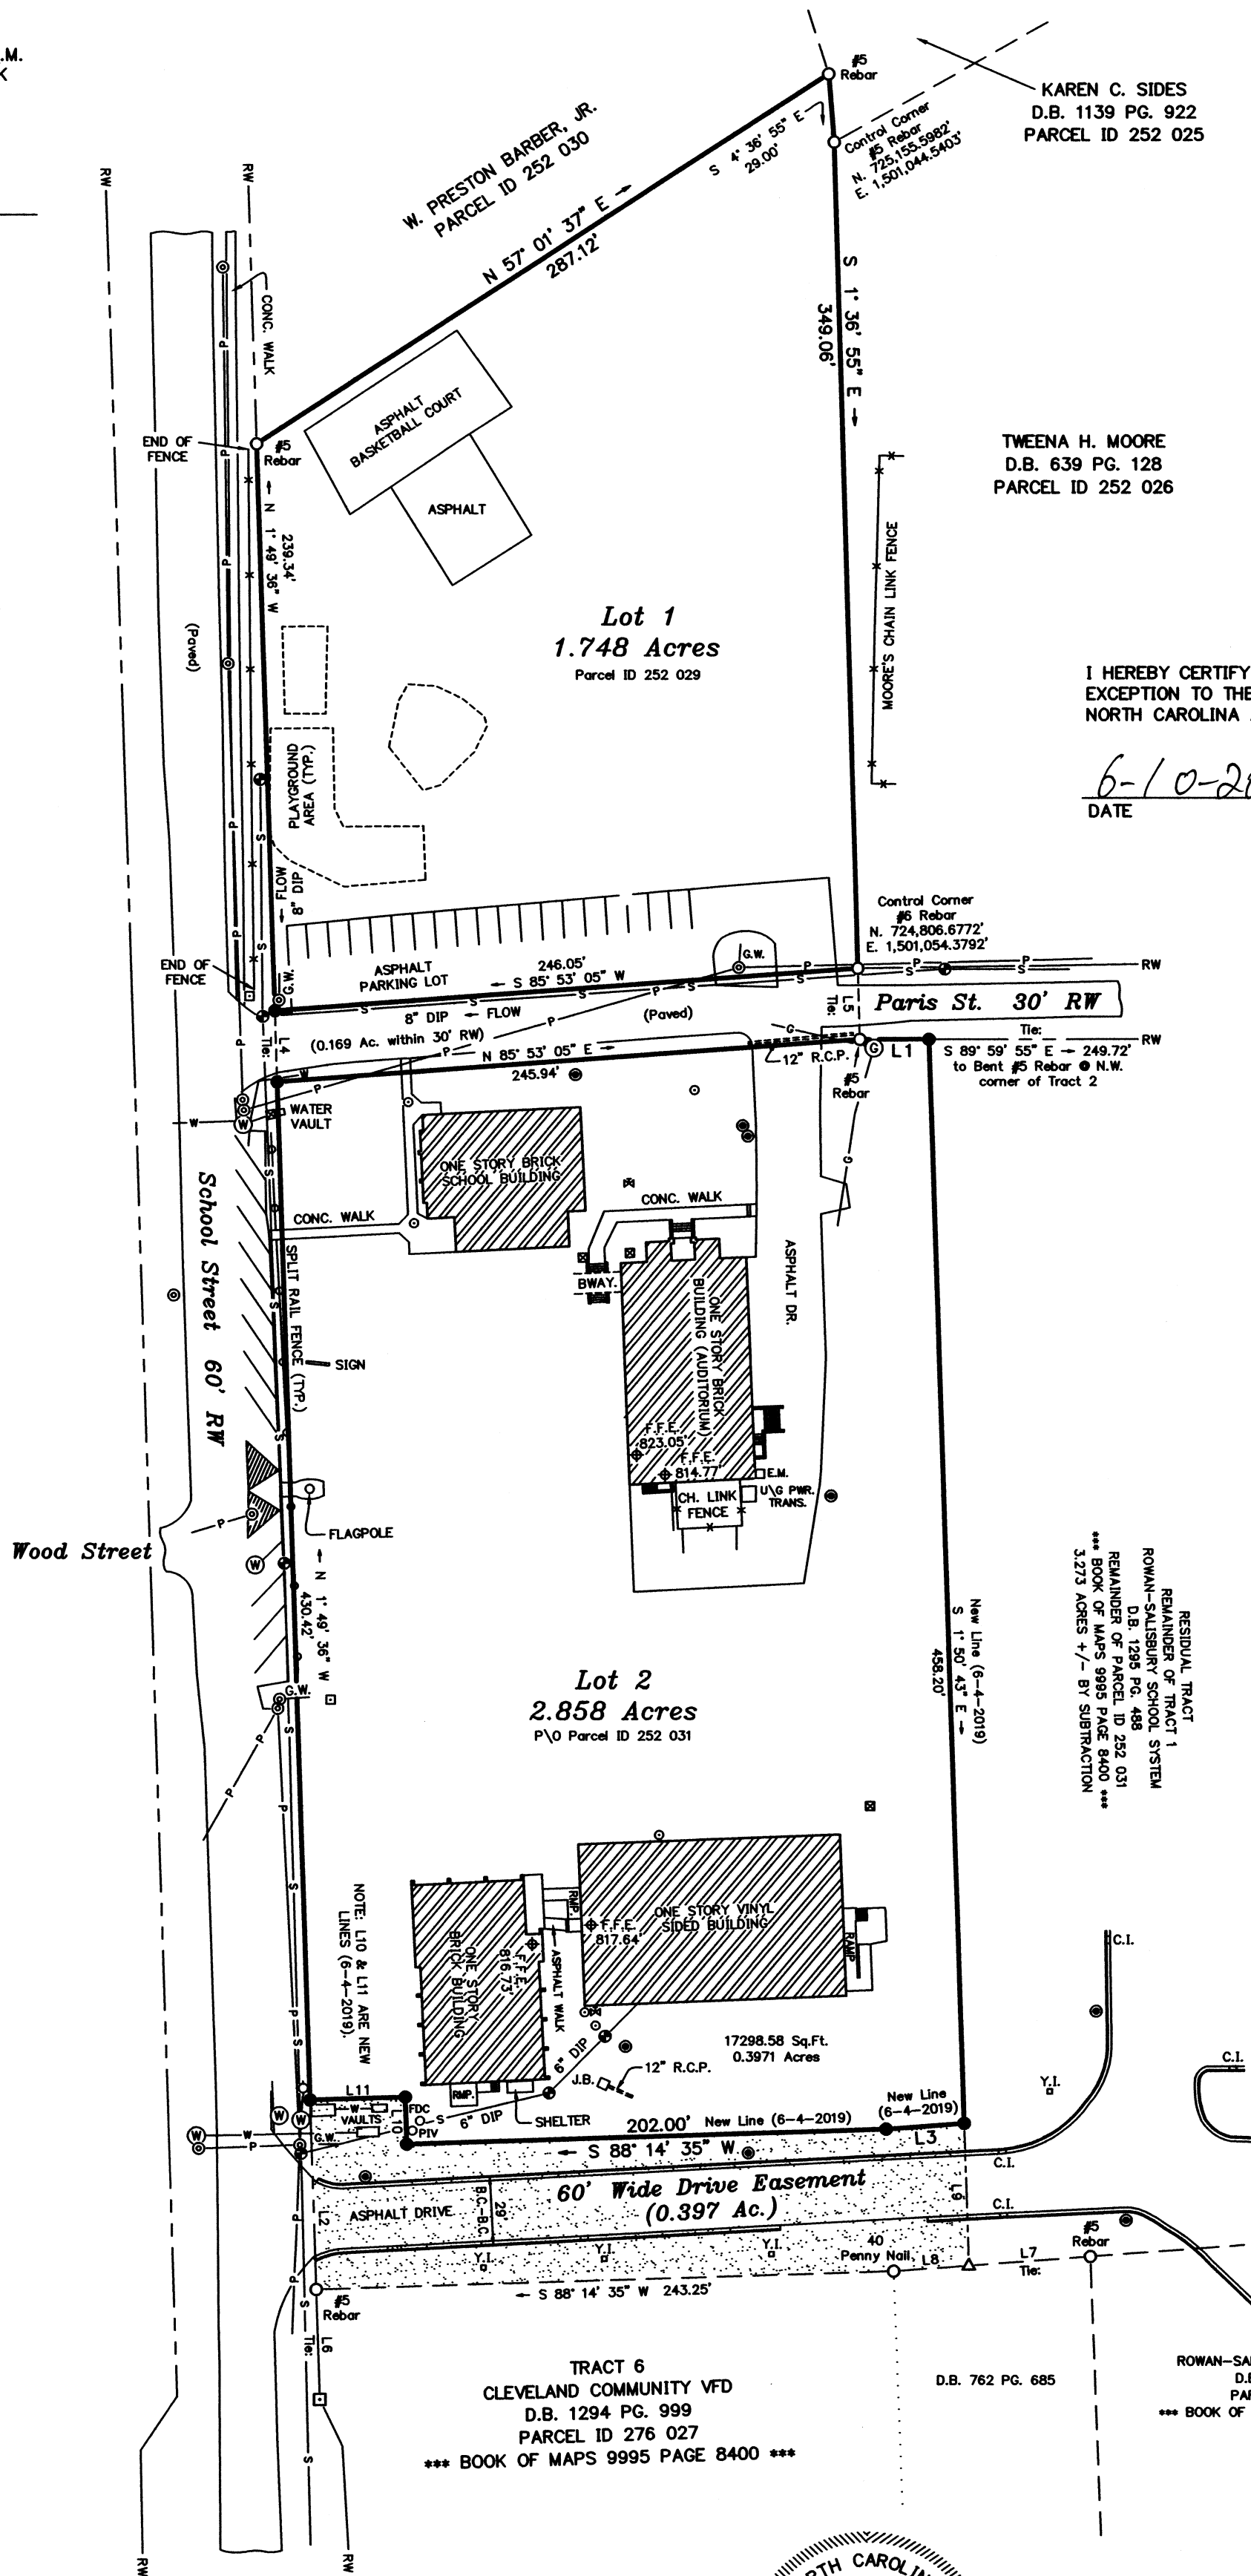 .M.
K
#5
Rebar
KAREN C. SIDES
D.B. 1139 PG. 922
PARCEL ID 252 025
W. PRESTON BARBER, JR.
PARCEL ID 252 030
S 4° 36' 55" E
29.00'
Control Corner
#5 Rebar
N. 725,155.5982'
E. 1,501,044.5403'
N 57° 01' 37" E
287.12'
RW
RW
CONC. WALK
S 1° 36' 55" E
349.06'
P
ASPHALT
BASKETBALL COURT
END OF
FENCE
#5
Rebar
ASPHALT
TWEENA H. MOORE
D.B. 639 PG. 128
PARCEL ID 252 026
N 1° 49' 36" W
239.34'
MOORE'S CHAIN LINK FENCE
Lot 1
1.748 Acres
Parcel ID 252 029
(Paved)
I HEREBY CERTIFY
EXCEPTION TO THE
NORTH CAROLINA
PLAYGROUND
AREA (TYP.)
6-10-20
DATE
FLOW
8" DIP
Control Corner
#6 Rebar
N. 724,806.6772'
E. 1,501,054.3792'
G.W.
END OF
FENCE
ASPHALT
PARKING LOT
246.05'
S 85° 53' 05" W
G.W.
RW
8" DIP FLOW
(Paved)
Tie:
L5
Paris St. 30' RW
Tie:
L4
(0.169 Ac. within 30' RW)
N 85° 53' 05" E
245.94'
12" R.C.P.
G
L1
Tie:
RW
S 89° 59' 55" E 249.72'
to Bent #5 Rebar @ N.W.
corner of Tract 2
#5
Rebar
W
WATER
VAULT
W
ONE STORY BRICK
SCHOOL BUILDING
G
School Street 60' RW
CONC. WALK
CONC. WALK
ASPHALT DR.
BWAY.
SPLIT RAIL FENCE (TYP.)
ONE STORY BRICK
BUILDING (AUDITORIUM)
SIGN
F.F.E.
823.05'
F.F.E.
814.77'
E.M.
U\G PWR.
TRANS.
CH. LINK
FENCE
FLAGPOLE
Wood Street
W
N 1° 49' 36" W
430.42'
New Line (6-4-2019)
S 1° 50' 43" E
458.20'
RESIDUAL TRACT
REMAINDER OF TRACT 1
ROWAN-SALISBURY SCHOOL SYSTEM
D.B. 1295 PG. 488
REMAINDER OF PARCEL ID 252 031
*** BOOK OF MAPS 9995 PAGE 8400 ***
3.273 ACRES +/- BY SUBTRACTION
Lot 2
2.858 Acres
P\O Parcel ID 252 031
G.W.
P
S
NOTE: L10 & L11 ARE NEW
LINES (6-4-2019).
RMP.
ONE STORY VINYL
SIDED BUILDING
F.F.E.
817.64'
RAMP
F.F.E.
816.73'
ONE STORY
BRICK BUILDING
ASPHALT WALK
C.I.
17298.58 Sq.Ft.
0.3971 Acres
6" DIP
12" R.C.P.
J.B.
C.I.
Y.I.
L11
RMP.
W
VAULTS
L10
FDC
PIV
S
6" DIP
SHELTER
202.00' New Line (6-4-2019)
New Line
(6-4-2019)
L3
G.W.
S 88° 14' 35" W
C.I.
60' Wide Drive Easement
(0.397 Ac.)
L9
C.I.
L2
ASPHALT DRIVE
B.C.-B.C.
29'
Y.I.
Y.I.
Y.I.
40
Penny Nail
L8
L7
Tie:
#5
Rebar
S 88° 14' 35" W 243.25'
#5
Rebar
L6
Tie:
TRACT 6
CLEVELAND COMMUNITY VFD
D.B. 1294 PG. 999
PARCEL ID 276 027
*** BOOK OF MAPS 9995 PAGE 8400 ***
D.B. 762 PG. 685
ROWAN-SA
D.
PA
*** BOOK OF
RW
RW
RTH CAROLIN